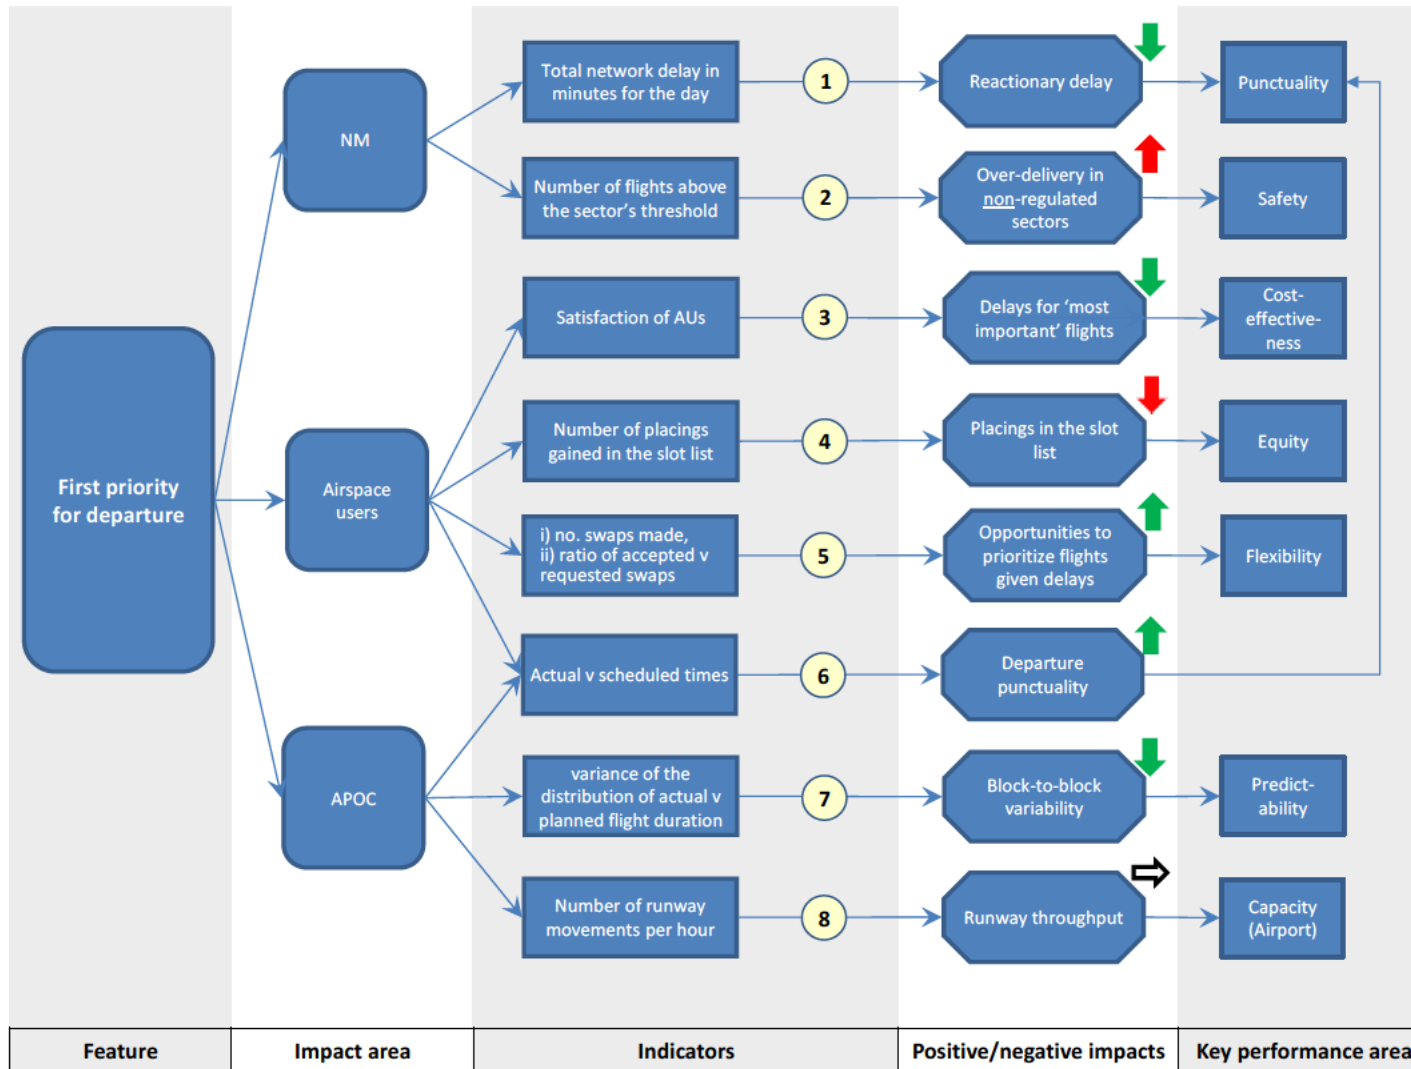 First priority
for departure
NM
Airspace
users
APOC
Total network delay in
minutes for the day
1
Reactionary delay
Punctuality
Number of flights above
the sector's threshold
2
Over-delivery in
non-regulated
sectors
Safety
Satisfaction of AUs
3
Delays for 'most
important' flights
Cost-
effective-
ness
Number of placings
gained in the slot list
4
Placings in the slot
list
Equity
i) no. swaps made,
ii) ratio of accepted v
requested swaps
5
Opportunities to
prioritize flights
given delays
Flexibility
Actual v scheduled times
6
Departure
punctuality
variance of the
distribution of actual v
planned flight duration
7
Block-to-block
variability
Predict-
ability
Number of runway
movements per hour
8
Runway throughput
Capacity
(Airport)
Feature
Impact area
Indicators
Positive/negative impacts
Key performance area